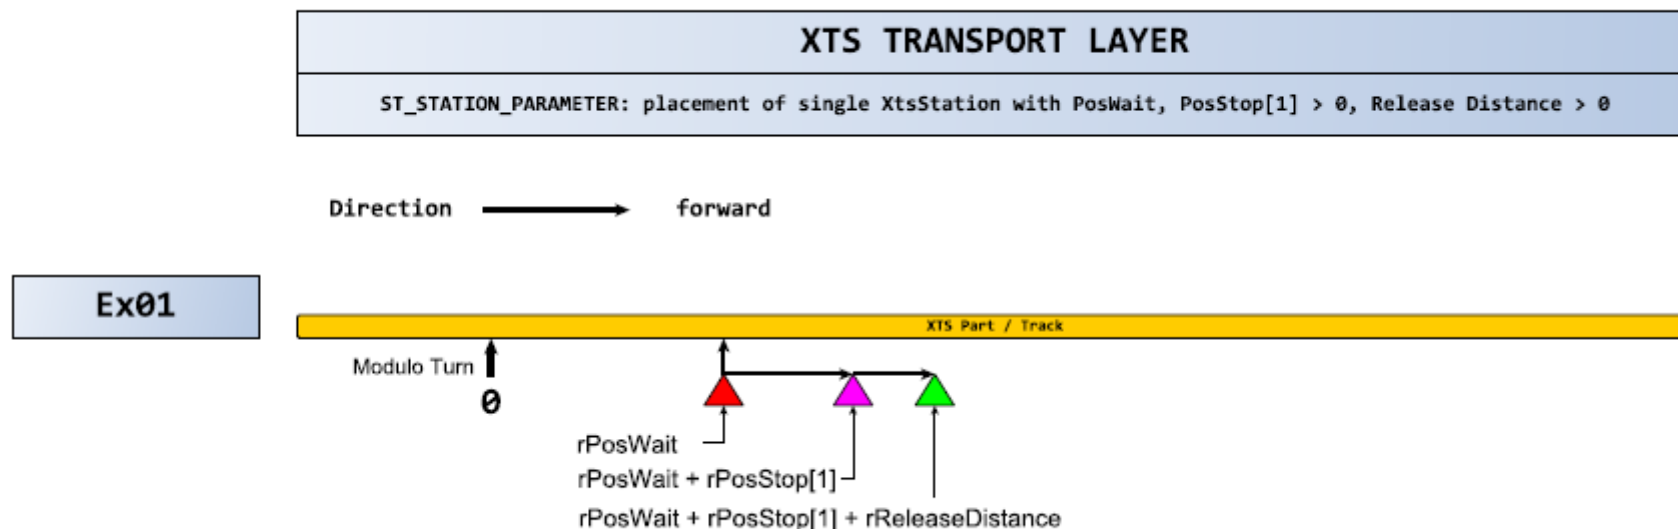 XTS TRANSPORT LAYER
ST_STATION_PARAMETER: placement of single XtsStation with PosWait, PosStop[1] > 0, Release Distance > 0
Direction forward
Ex01
XTS Part / Track
Modulo Turn
0
rPosWait
rPosWait + rPosStop[1]
rPosWait + rPosStop[1] + rReleaseDistance